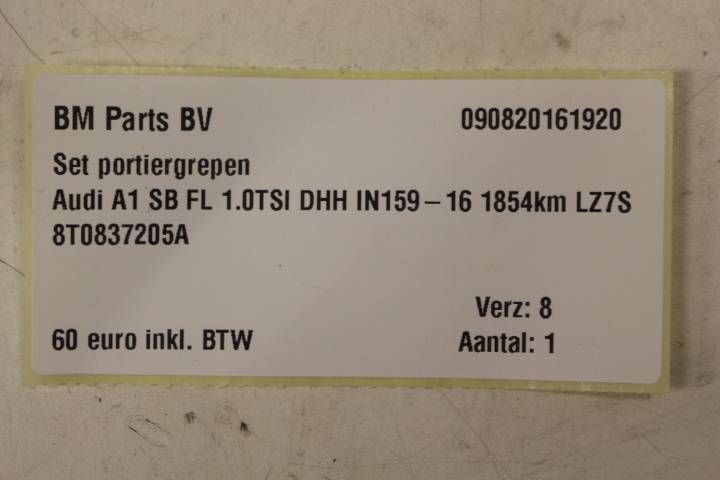 BM Parts BV 090820161920
Set portiergrepen
Audi A1 SB FL 1.0TSI DHH IN159-16 1854km LZ7S
8T0837205A
Verz: 8
60 euro inkl. BTW Aantal: 1